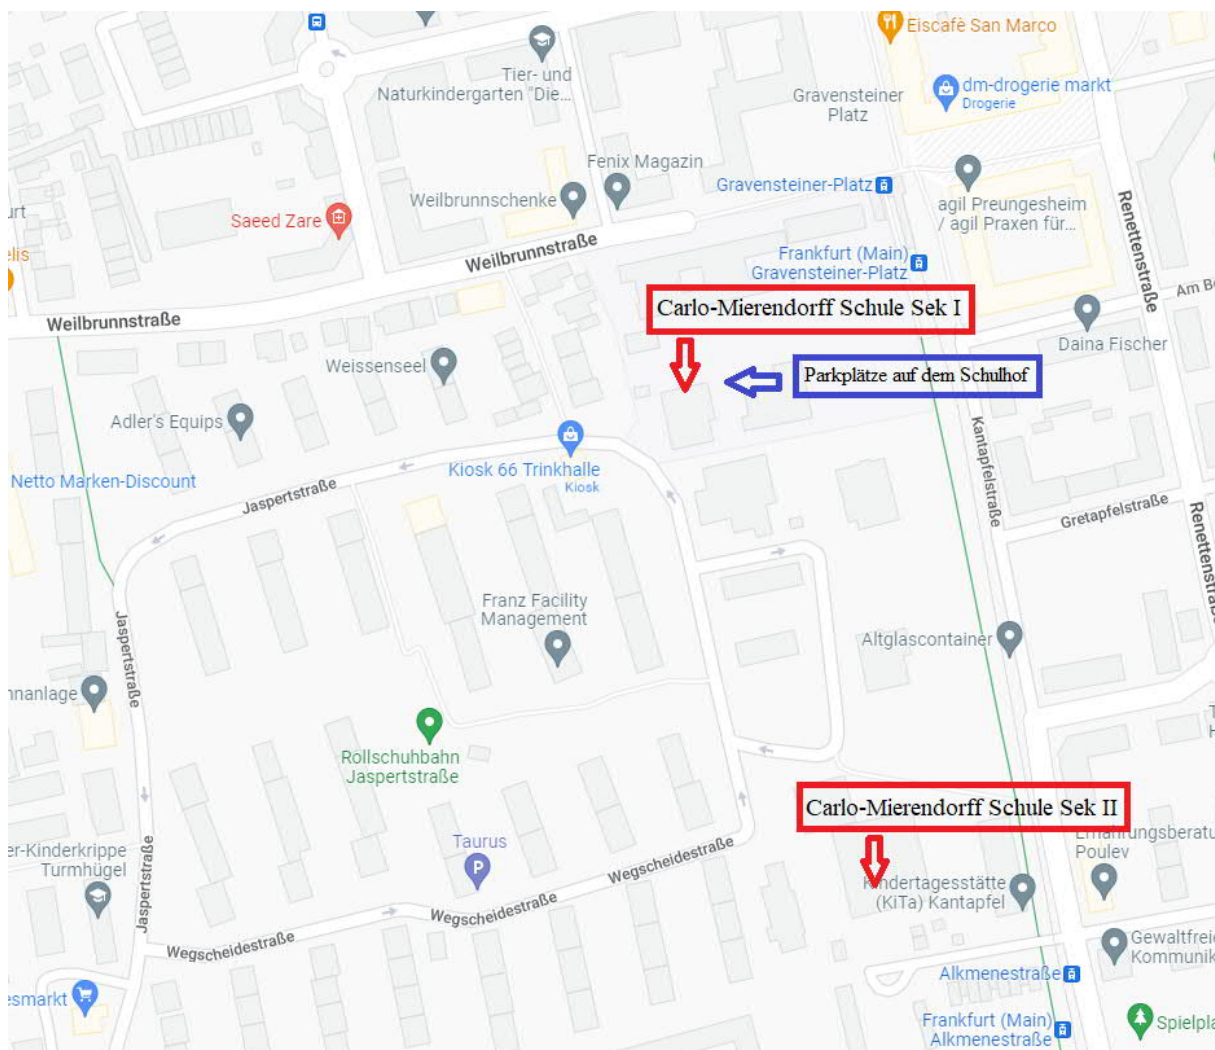 Eiscafè San Marco
Tier- und
Naturkindergarten "Die...
Gravensteiner
Platz
dm-drogerie markt
Drogerie
Fenix Magazin
Weilbrunnschenke
Gravensteiner-Platz
agil Preungesheim
/ agil Praxen für...
Renettenstraße
Saeed Zare
Weilbrunnstraße
Frankfurt (Main)
Gravensteiner-Platz
Carlo-Mierendorff Schule Sek I
Weilbrunnstraße
Am
Daina Fischer
Weissenseel
Parkplätze auf dem Schulhof
Adler's Equips
Kiosk 66 Trinkhalle
Kiosk
Kantapfelstraße
Netto Marken-Discount
Jaspertstraße
Gretapfelstraße
Renettenstraße
Franz Facility
Management
Jaspertstraße
Altglascontainer
Rollschuhbahn
Jaspertstraße
Carlo-Mierendorff Schule Sek II
Taurus
P
Poulev
Turmhügel
Jaspertstraße
Wegscheidestraße
Kindertagesstätte
(KiTa) Kantapfel
Wegscheidestraße
Wegscheidestraße
Alkmenestraße
Frankfurt (Main)
Alkmenestraße